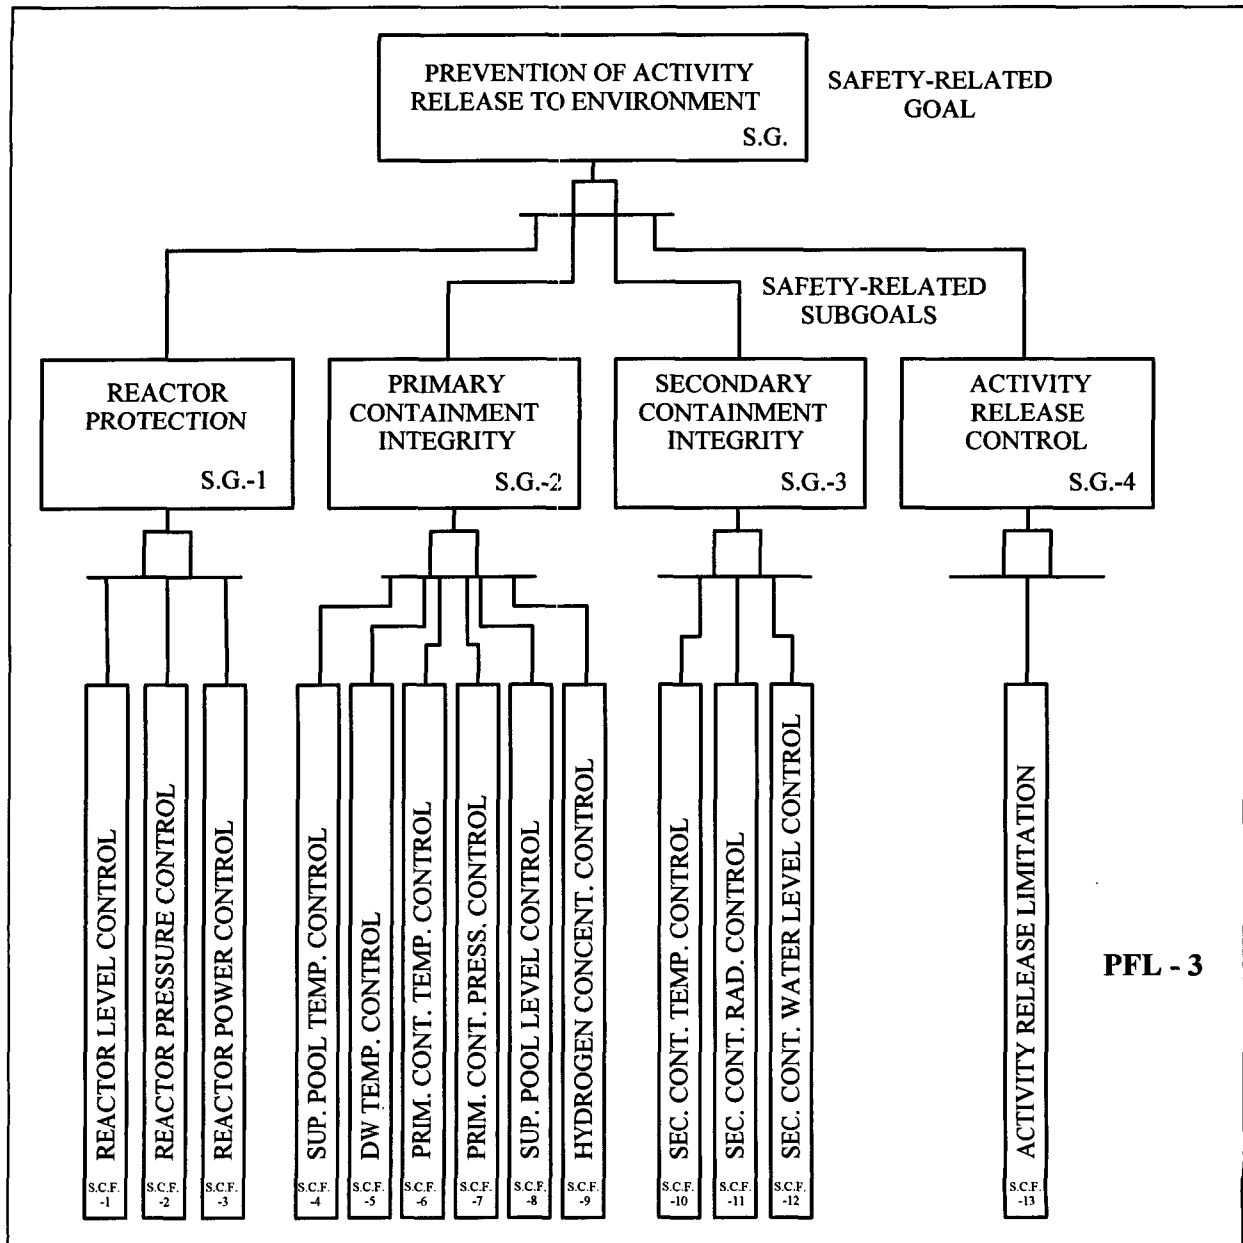 PREVENTION OF ACTIVITY
RELEASE TO ENVIRONMENT
S.G.
SAFETY-RELATED
GOAL
SAFETY-RELATED
SUBGOALS
REACTOR
PROTECTION
S.G.-1
PRIMARY
CONTAINMENT
INTEGRITY
S.G.-2
SECONDARY
CONTAINMENT
INTEGRITY
S.G.-3
ACTIVITY
RELEASE
CONTROL
S.G.-4
REACTOR LEVEL CONTROL
S.C.F.
-1
REACTOR PRESSURE CONTROL
S.C.F.
-2
REACTOR POWER CONTROL
S.C.F.
-3
SUP. POOL TEMP. CONTROL
S.C.F.
-4
DW TEMP. CONTROL
S.C.F.
-5
PRIM. CONT. TEMP. CONTROL
S.C.F.
-6
PRIM. CONT. PRESS. CONTROL
S.C.F.
-7
SUP. POOL LEVEL CONTROL
S.C.F.
-8
HYDROGEN CONCENT. CONTROL
S.C.F.
-9
SEC. CONT. TEMP. CONTROL
S.C.F.
-10
SEC. CONT. RAD. CONTROL
S.C.F.
-11
SEC. CONT. WATER LEVEL CONTROL
S.C.F.
-12
ACTIVITY RELEASE LIMITATION
S.C.F.
-13
PFL - 3